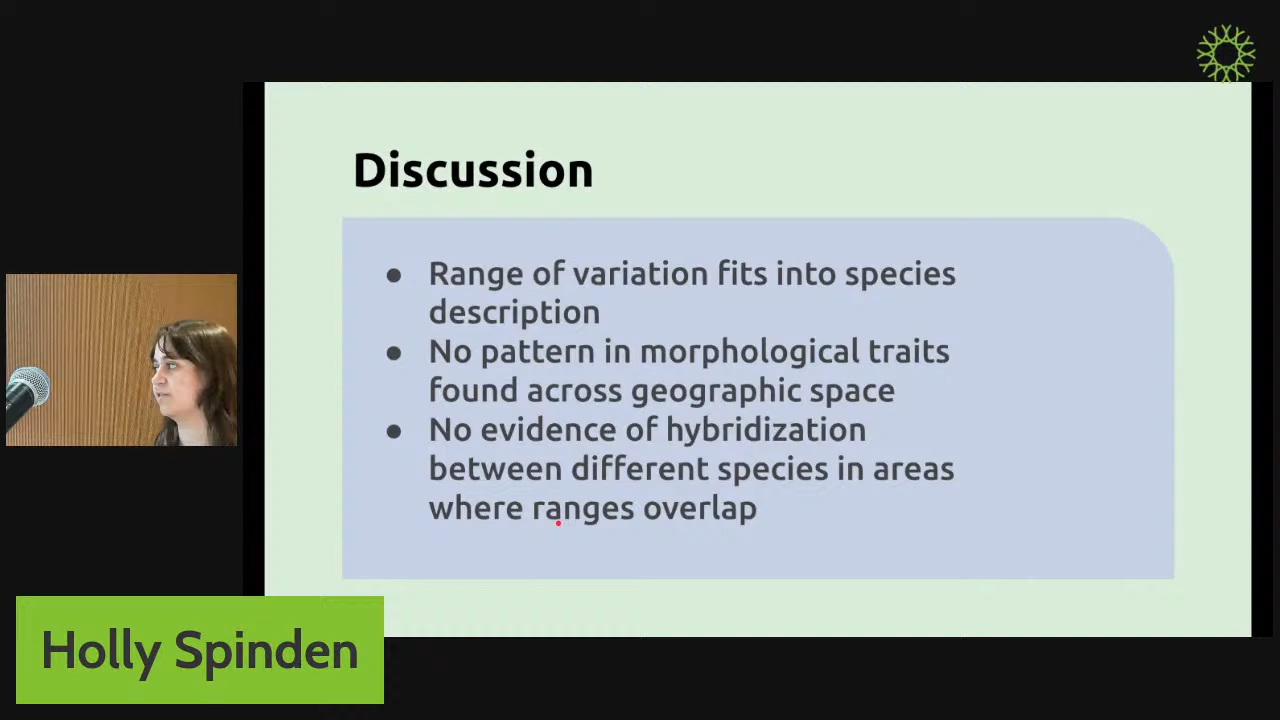 Discussion
● Range of variation fits into species
description
● No pattern in morphological traits
found across geographic space
● No evidence of hybridization
between different species in areas
where ranges overlap
Holly Spinden